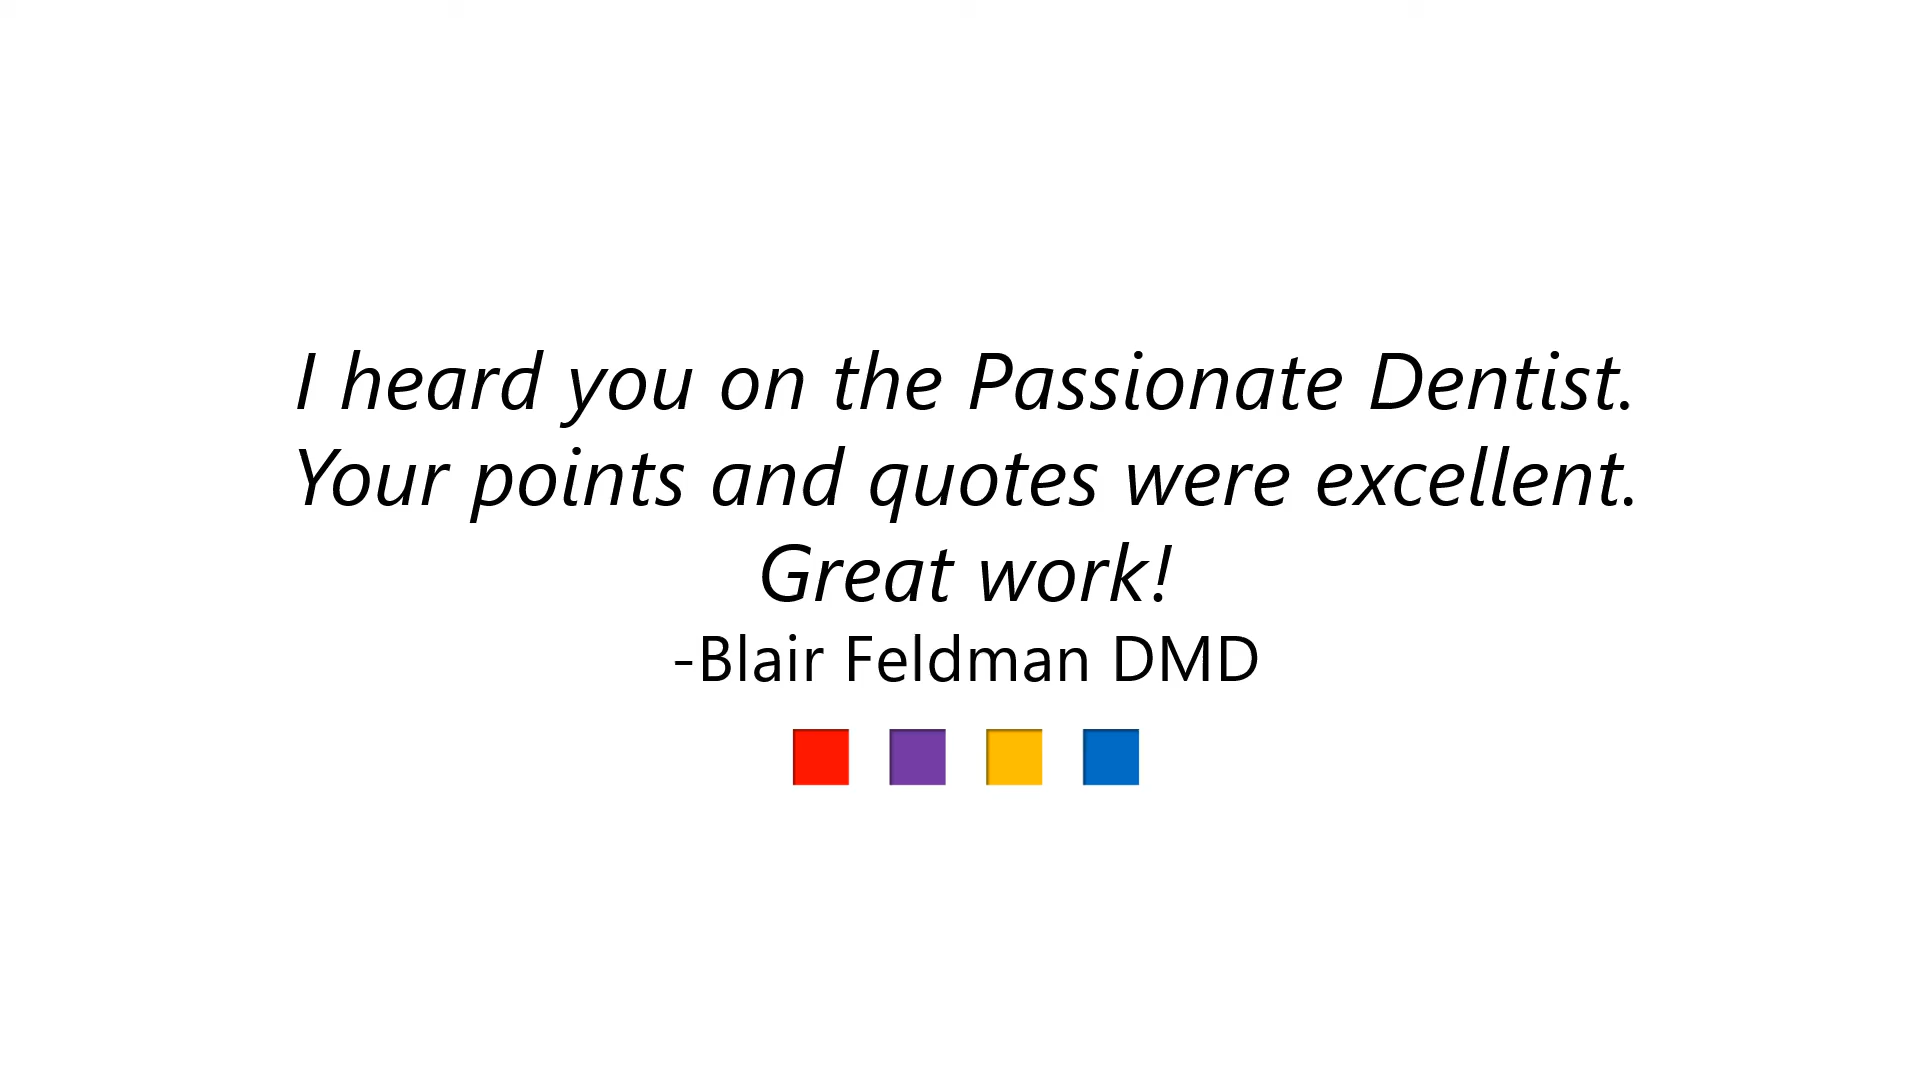 I heard you on the Passionate Dentist.
Your points and quotes were excellent.
Great work!
-Blair Feldman DMD